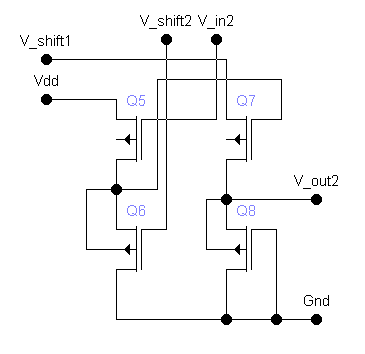 V_shift2 V_in2
V_shift1
Vdd
Q5 Q7
V_out2
Q6 Q8
Gnd